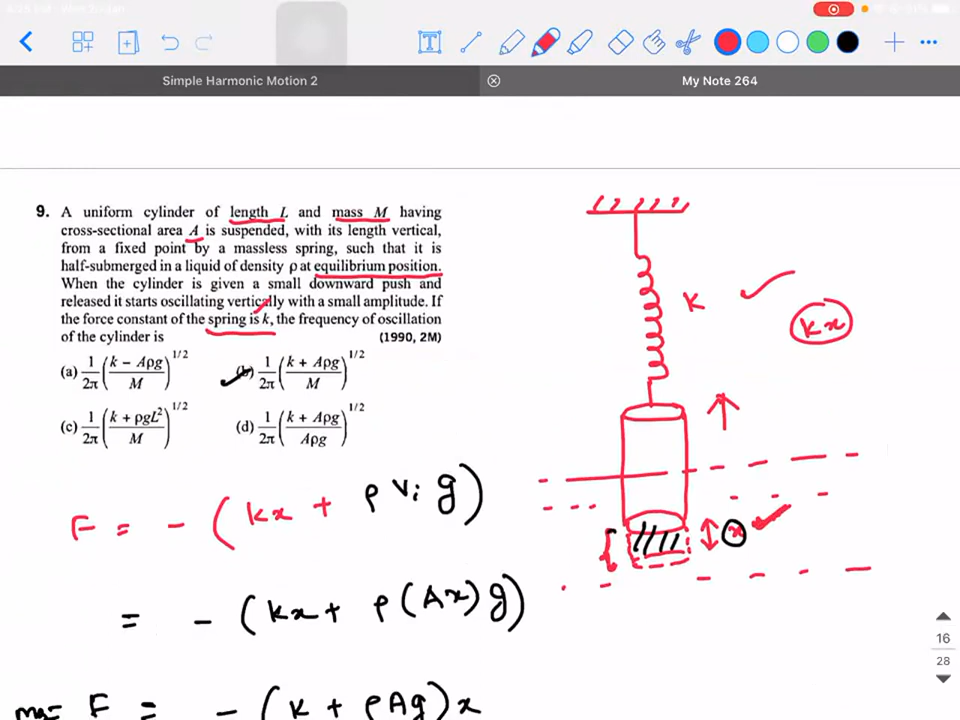 Simple Harmonic Motion 2
My Note 264
9. A uniform cylinder of length L and mass M having
cross-sectional area A is suspended, with its length vertical,
from a fixed point by a massless spring, such that it is
half-submerged in a liquid of density ρ at equilibrium position.
When the cylinder is given a small downward push and
released it starts oscillating vertically with a small amplitude. If
the force constant of the spring is k, the frequency of oscillation
of the cylinder is (1990, 2M)
(a) 1/2π (k − Aρg / M)^1/2 (b) 1/2π (k + Aρg / M)^1/2
(c) 1/2π (k + ρgL² / M)^1/2 (d) 1/2π (k + Aρg / Aρg)^1/2
K
kx
x
F = - (kx + ρ Vi g)
= - (kx + ρ (Ax) g)
ma= F = - (k + ρAg) x
16
28